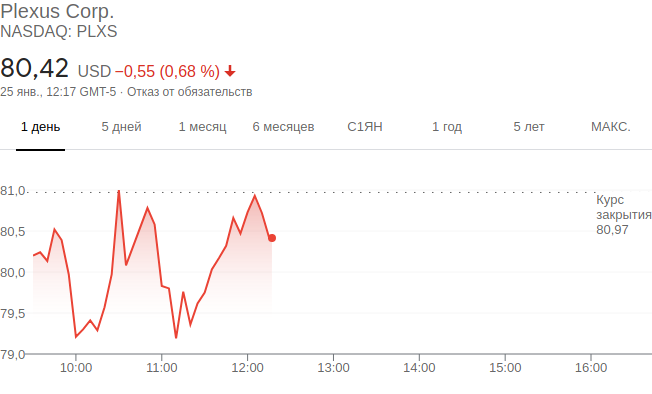 Plexus Corp.
NASDAQ: PLXS
80,42 USD −0,55 (0,68 %)
25 янв., 12:17 GMT-5 · Отказ от обязательств
1 день 5 дней 1 месяц 6 месяцев С1ЯН 1 год 5 лет МАКС.
81,0
Курс
закрытия
80,97
80,5
80,0
79,5
79,0
10:00 11:00 12:00 13:00 14:00 15:00 16:00